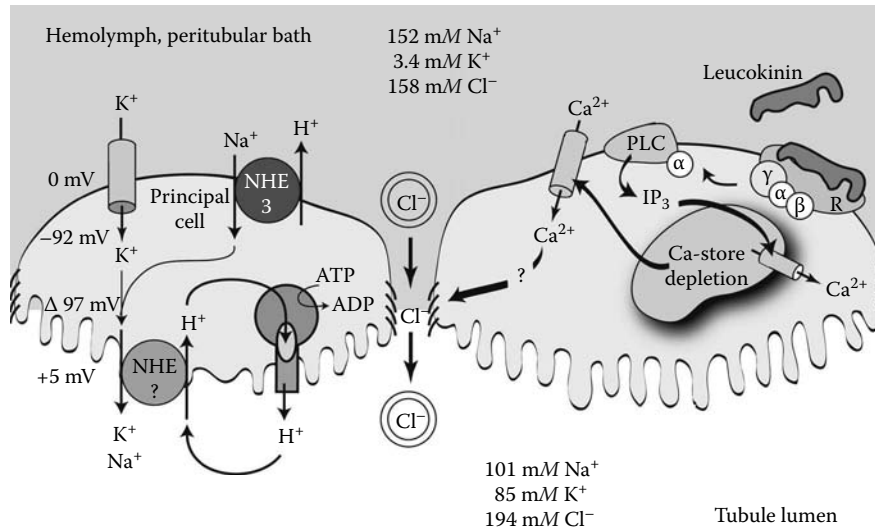 Hemolymph, peritubular bath
152 mM Na⁺
3.4 mM K⁺
158 mM Cl⁻
Leucokinin
K⁺
Na⁺
H⁺
Ca²⁺
PLC
α
γ
α
β
R
0 mV
Principal
cell
NHE
3
Cl⁻
IP₃
–92 mV
K⁺
Ca²⁺
?
Ca-store
depletion
Ca²⁺
ATP
ADP
Δ 97 mV
H⁺
Cl⁻
+5 mV
NHE
?
K⁺
Na⁺
H⁺
Cl⁻
101 mM Na⁺
85 mM K⁺
194 mM Cl⁻
Tubule lumen